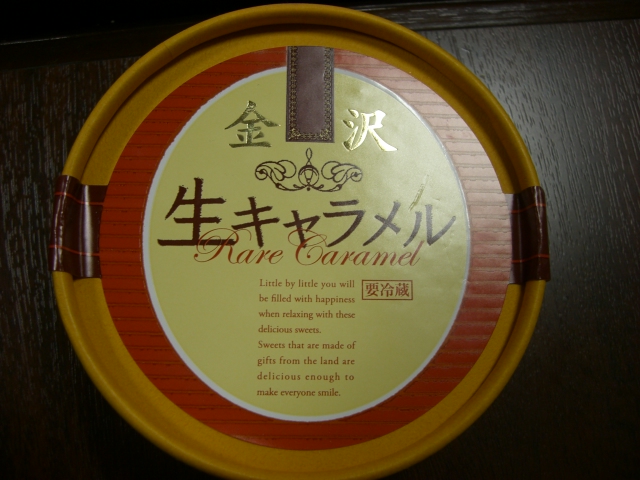 金沢
生キャラメル
Rare Caramel
Little by little you will
be filled with happiness
when relaxing with these
delicious sweets.
Sweets that are made of
gifts from the land are
delicious enough to
make everyone smile.
要冷蔵